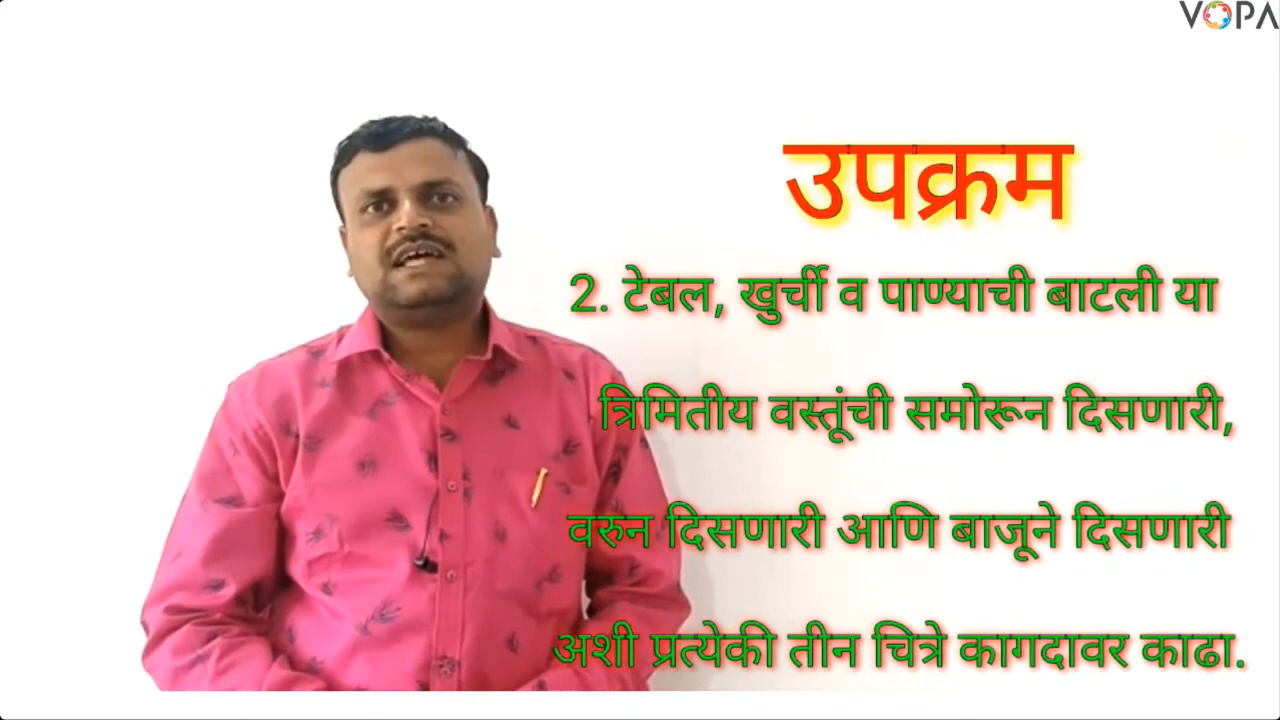 VOPA
उपक्रम
2. टेबल, खुर्ची व पाण्याची बाटली या
त्रिमितीय वस्तूंची समोरून दिसणारी,
वरुन दिसणारी आणि बाजूने दिसणारी
अशी प्रत्येकी तीन चित्रे कागदावर काढा.